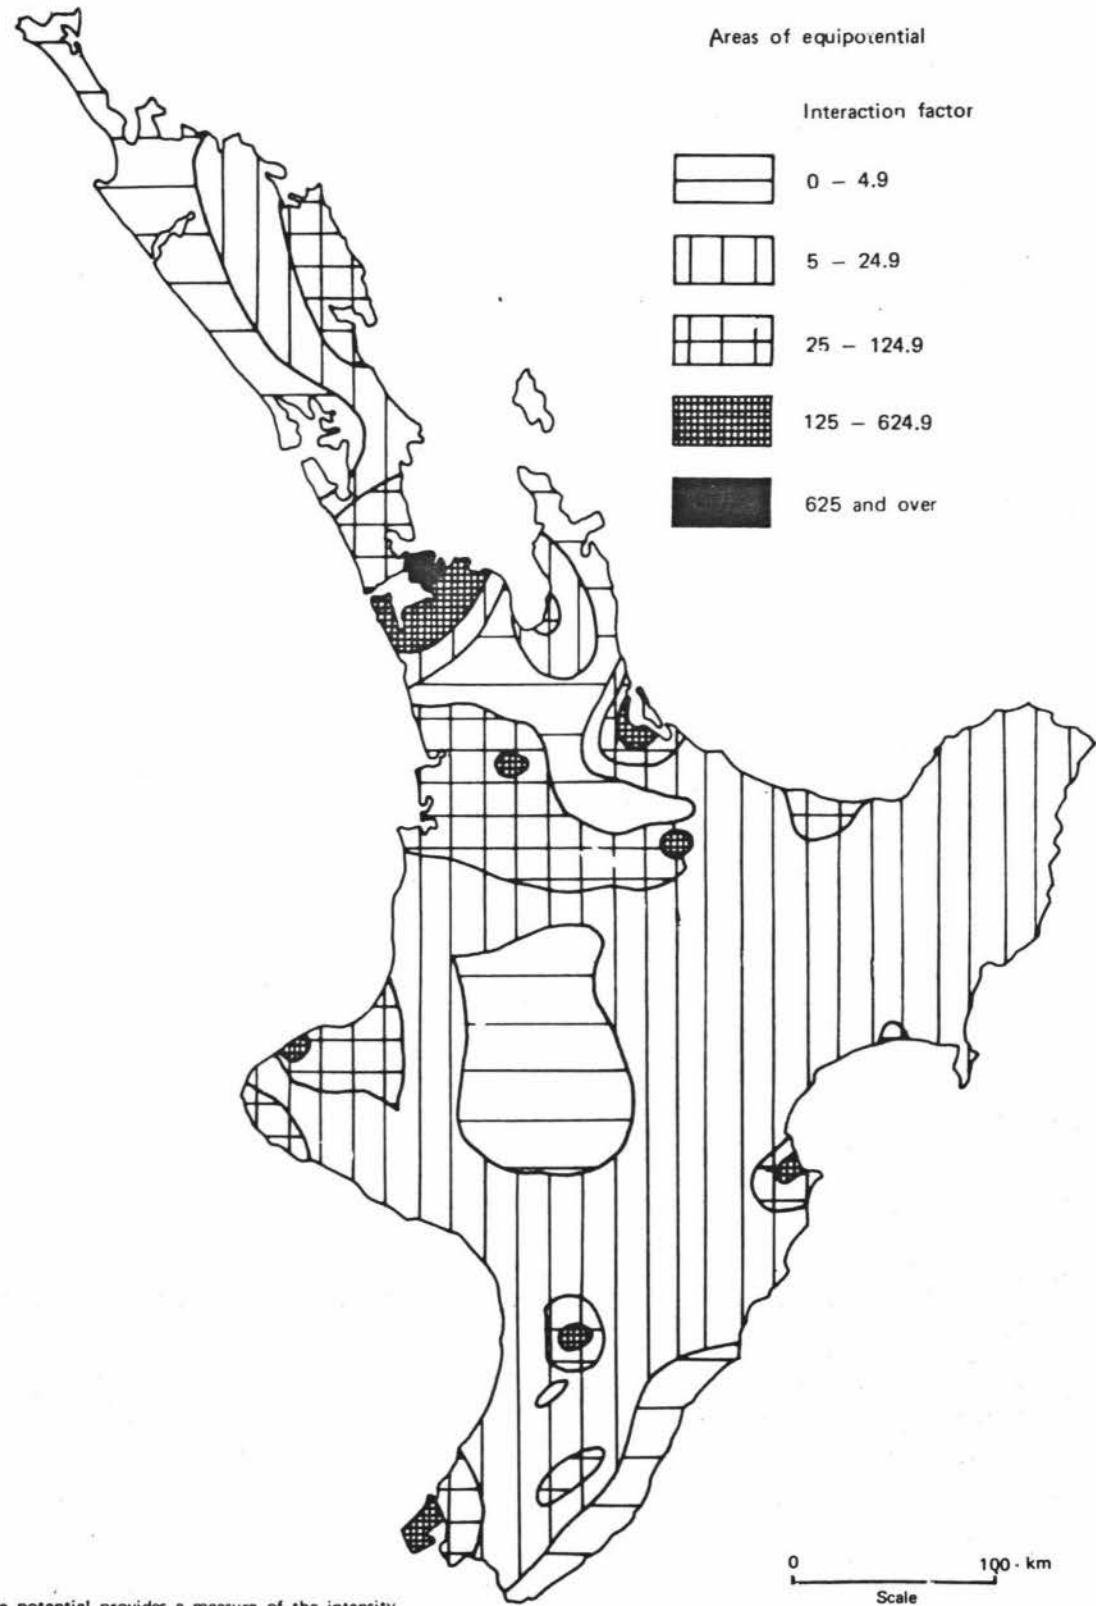 Areas of equipotential
Interaction factor
0 – 4.9
5 – 24.9
25 – 124.9
125 – 624.9
625 and over
0 100 · km
Scale
potential provides a measure of the intensity